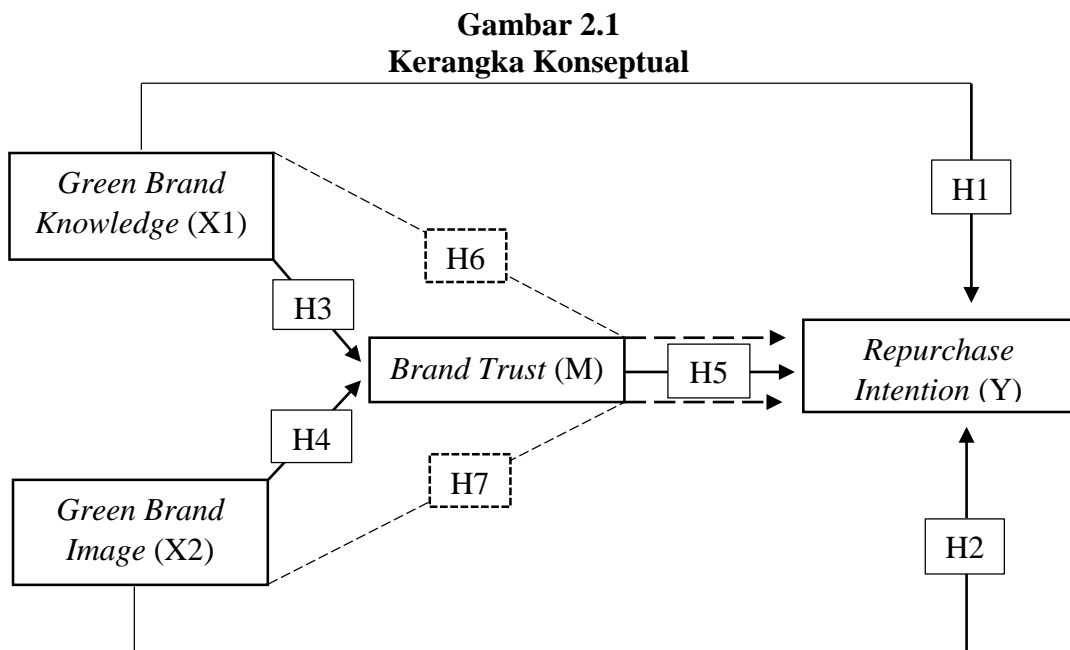 Gambar 2.1
Kerangka Konseptual
Green Brand
Knowledge (X1)
H1
H6
H3
Brand Trust (M)
H5
Repurchase
Intention (Y)
H4
H7
Green Brand
Image (X2)
H2